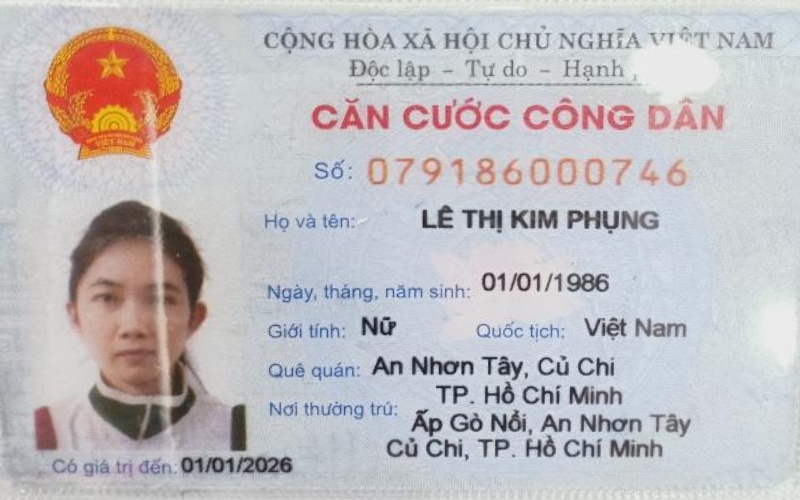 CỘNG HÒA XÃ HỘI CHỦ NGHĨA VIỆT NAM
Độc lập - Tự do - Hạnh
CĂN CƯỚC CÔNG DÂN
Số: 079186000746
Họ và tên: LÊ THỊ KIM PHỤNG
Ngày, tháng, năm sinh: 01/01/1986
Giới tính: Nữ Quốc tịch: Việt Nam
Quê quán: An Nhơn Tây, Củ Chi
TP. Hồ Chí Minh
Nơi thường trú: Ấp Gò Nổi, An Nhơn Tây
Củ Chi, TP. Hồ Chí Minh
Có giá trị đến: 01/01/2026